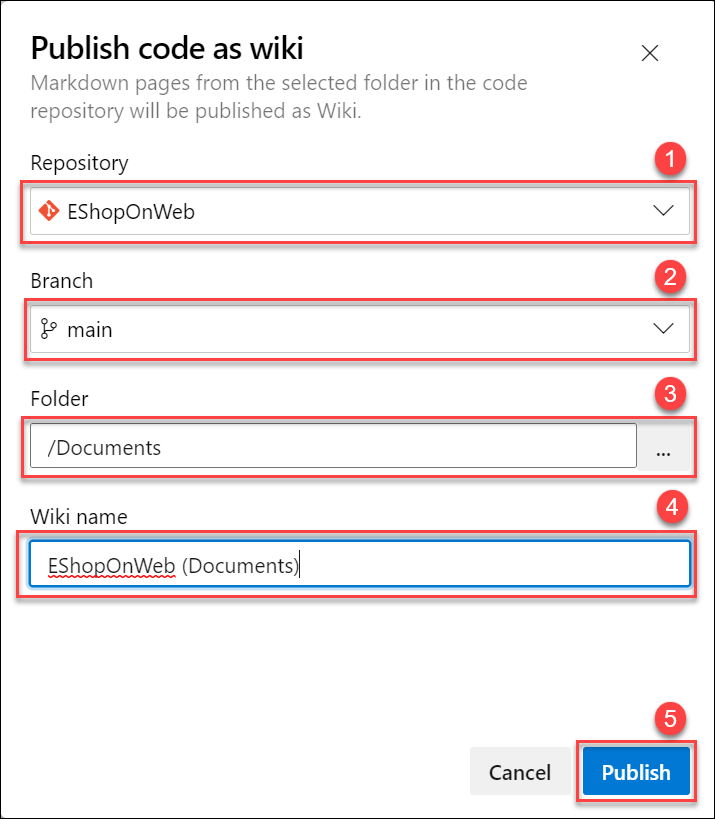 Publish code as wiki
Markdown pages from the selected folder in the code
repository will be published as Wiki.
Repository
1
EShopOnWeb
Branch
2
main
Folder
3
/Documents
...
Wiki name
4
EShopOnWeb (Documents)
5
Cancel
Publish